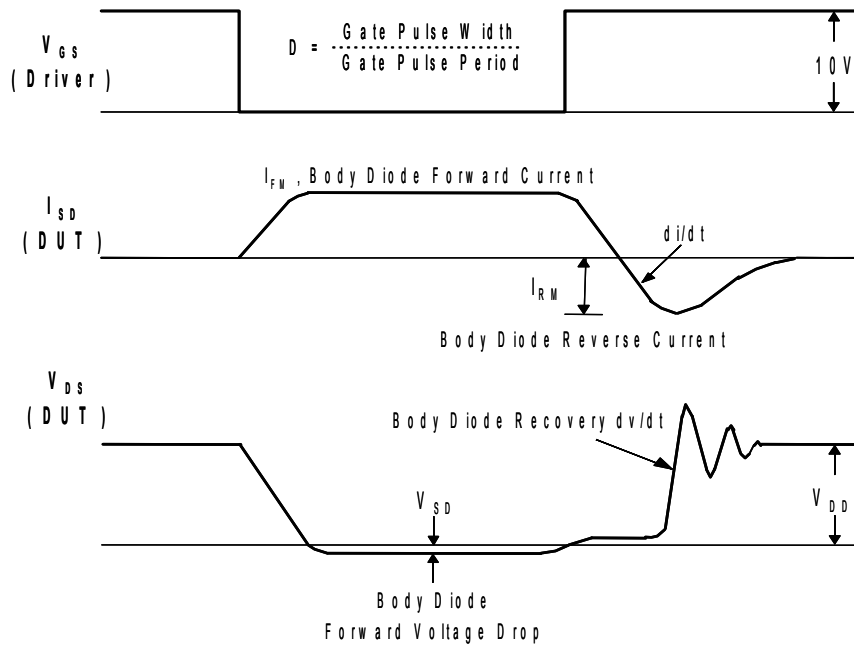 V GS
(Driver)
D = Gate Pulse Width
Gate Pulse Period
10V
I FM , Body Diode Forward Current
I SD
(DUT)
di/dt
I RM
Body Diode Reverse Current
V DS
(DUT)
Body Diode Recovery dv/dt
V SD
V DD
Body Diode
Forward Voltage Drop